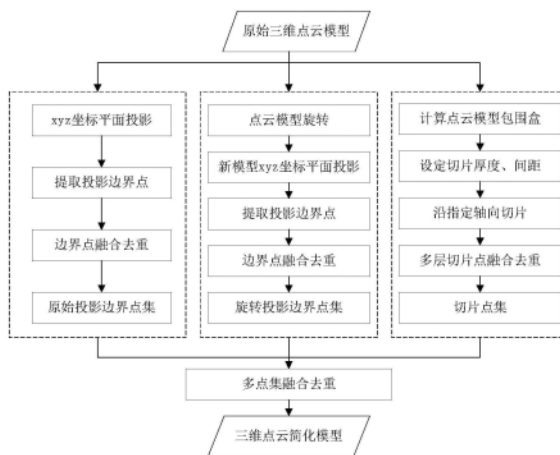 原始三维点云模型
xyz坐标平面投影
提取投影边界点
边界点融合去重
原始投影边界点集
点云模型旋转
新模型xyz坐标平面投影
提取投影边界点
边界点融合去重
旋转投影边界点集
计算点云模型包围盒
设定切片厚度、间距
沿指定轴向切片
多层切片点融合去重
切片点集
多点集融合去重
三维点云简化模型